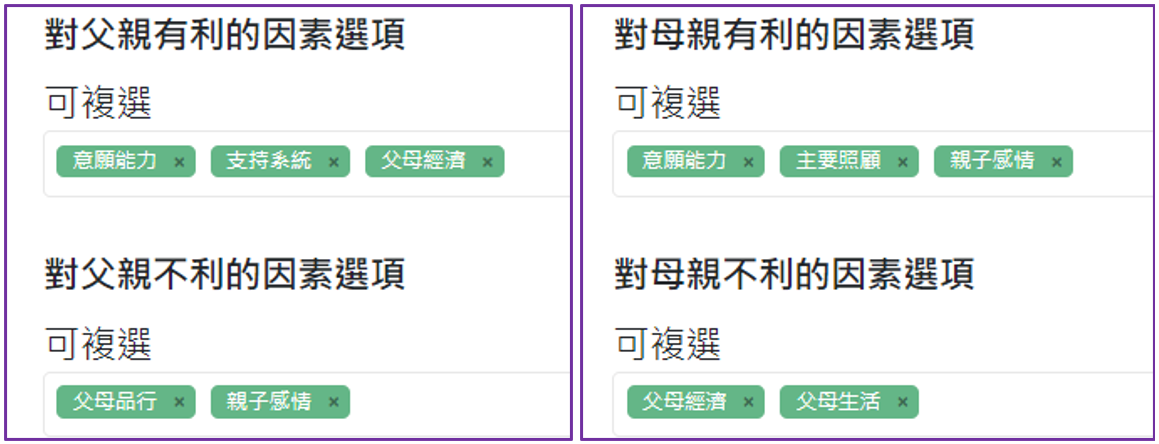 對父親有利的因素選項
可複選
意願能力 × 支持系統 × 父母經濟 ×
對父親不利的因素選項
可複選
父母品行 × 親子感情 ×
對母親有利的因素選項
可複選
意願能力 × 主要照顧 × 親子感情 ×
對母親不利的因素選項
可複選
父母經濟 × 父母生活 ×